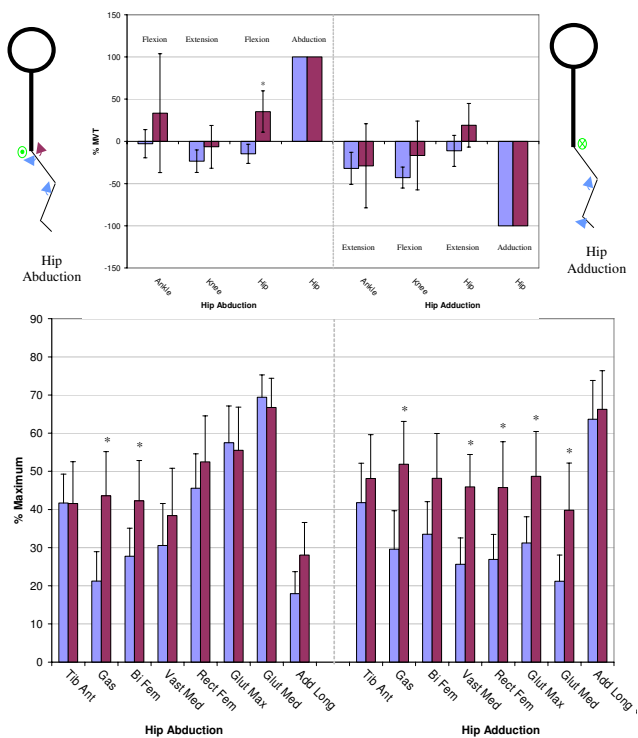 Flexion Extension Flexion Abduction
150
100
50
0
-50
-100
-150
% MVT
*
Extension Flexion Extension Adduction
Ankle Knee Hip Hip Ankle Knee Hip Hip
Hip Abduction Hip Adduction
Hip
Abduction
Hip
Adduction
90
80
70
60
50
40
30
20
10
0
% Maximum
* * * * * * *
Tib Ant Gas Bi Fem Vast Med Rect Fem Glut Max Glut Med Add Long Tib Ant Gas Bi Fem Vast Med Rect Fem Glut Max Glut Med Add Long
Hip Abduction Hip Adduction